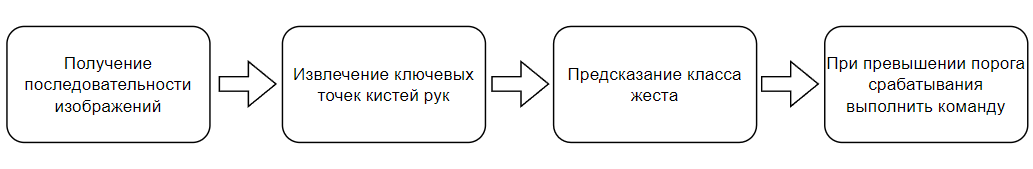 Получение
последовательности
изображений
Извлечение ключевых
точек кистей рук
Предсказание класса
жеста
При превышении порога
срабатывания
выполнить команду